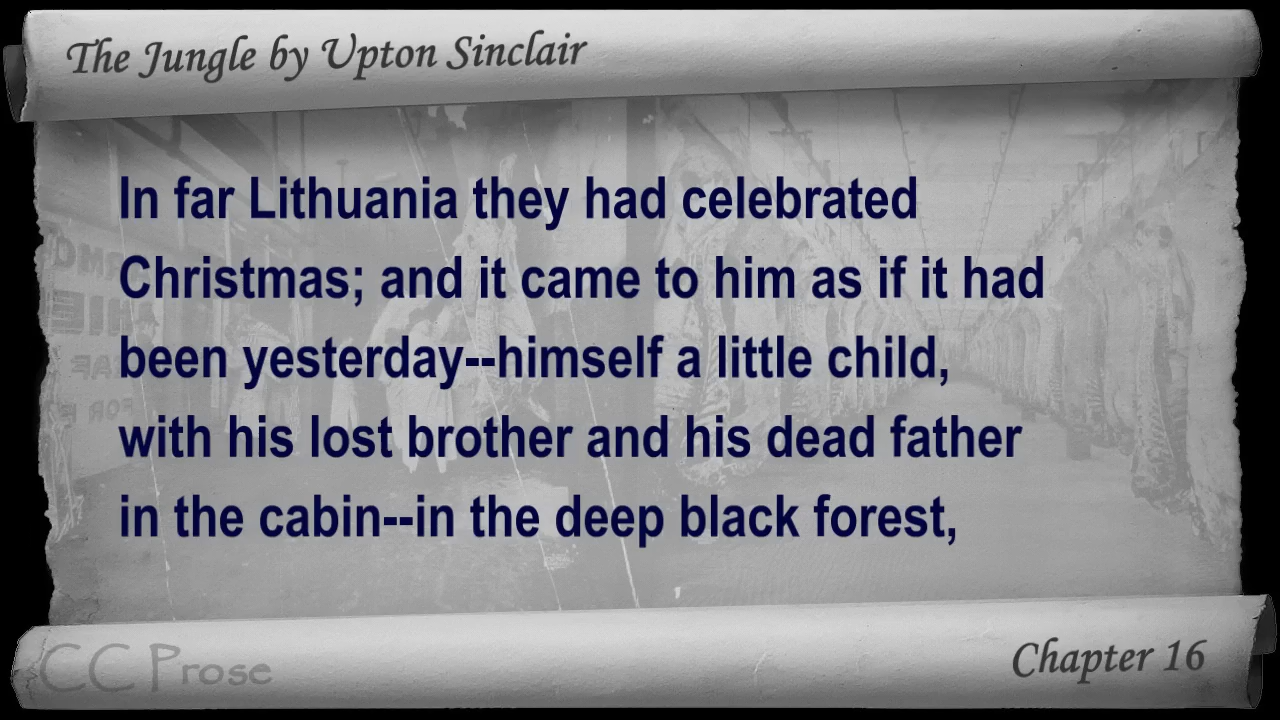 The Jungle by Upton Sinclair
In far Lithuania they had celebrated
Christmas; and it came to him as if it had
been yesterday--himself a little child,
with his lost brother and his dead father
in the cabin--in the deep black forest,
CC Prose
Chapter 16